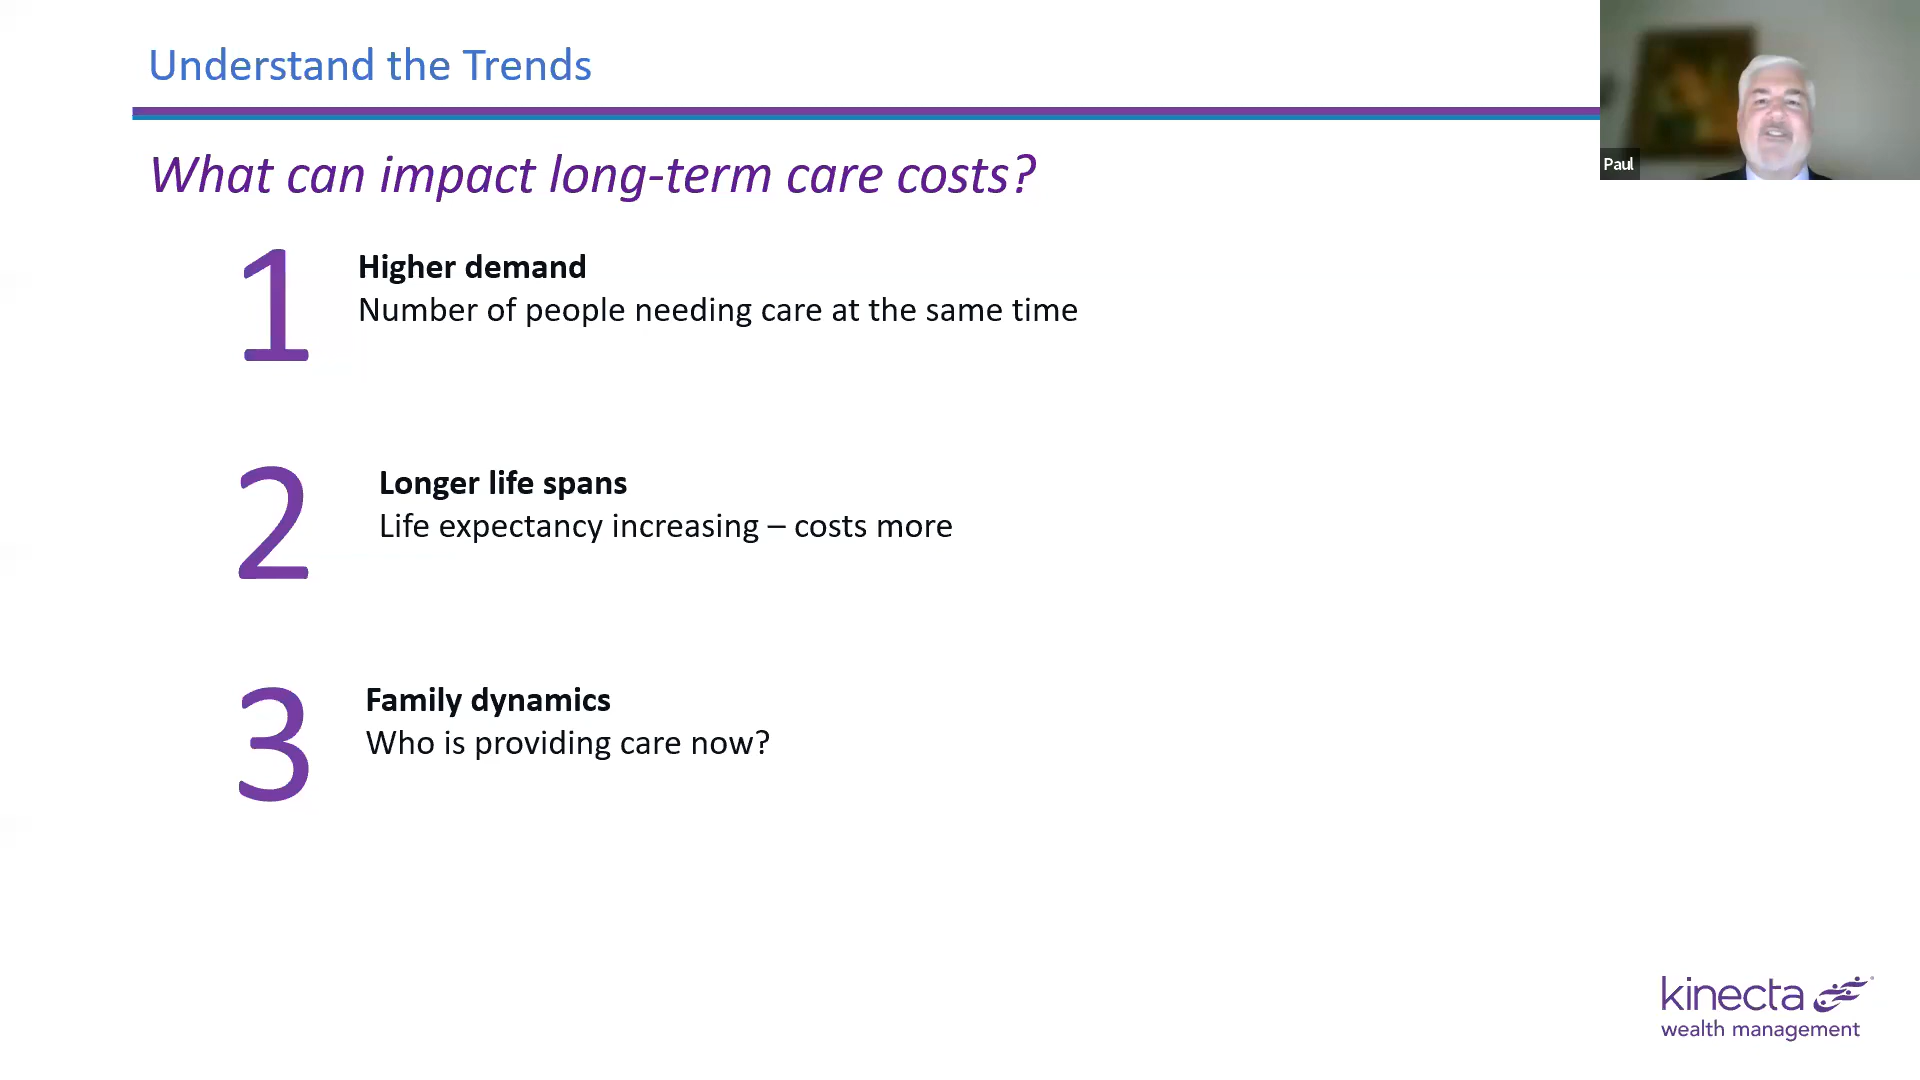 Understand the Trends
Paul
What can impact long-term care costs?
1
Higher demand
Number of people needing care at the same time
2
Longer life spans
Life expectancy increasing – costs more
3
Family dynamics
Who is providing care now?
kinecta
wealth management